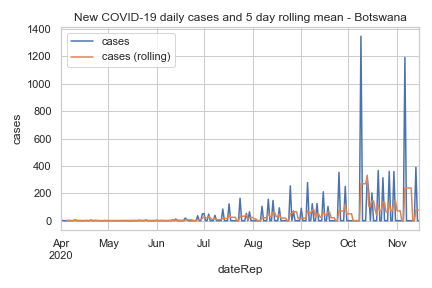 New COVID-19 daily cases and 5 day rolling mean - Botswana
1400
1200
1000
800
600
400
200
0
cases
cases (rolling)
cases
Apr
2020
May
Jun
Jul
Aug
Sep
Oct
Nov
dateRep